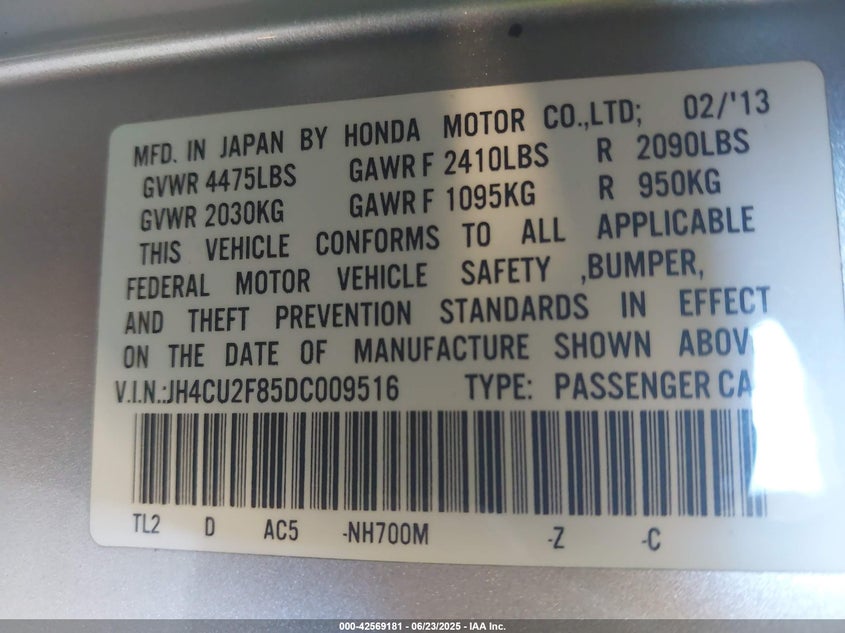 MFD. IN JAPAN BY HONDA MOTOR CO.,LTD; 02/'13
GVWR 4475LBS GAWR F 2410LBS R 2090LBS
GVWR 2030KG GAWR F 1095KG R 950KG
THIS VEHICLE CONFORMS TO ALL APPLICABLE
FEDERAL MOTOR VEHICLE SAFETY ,BUMPER,
AND THEFT PREVENTION STANDARDS IN EFFECT
ON THE DATE OF MANUFACTURE SHOWN ABOV
V.I.N.:JH4CU2F85DC009516 TYPE: PASSENGER CA
TL2 D AC5 -NH700M -Z -C
000-42569181 - 06/23/2025 - IAA Inc.